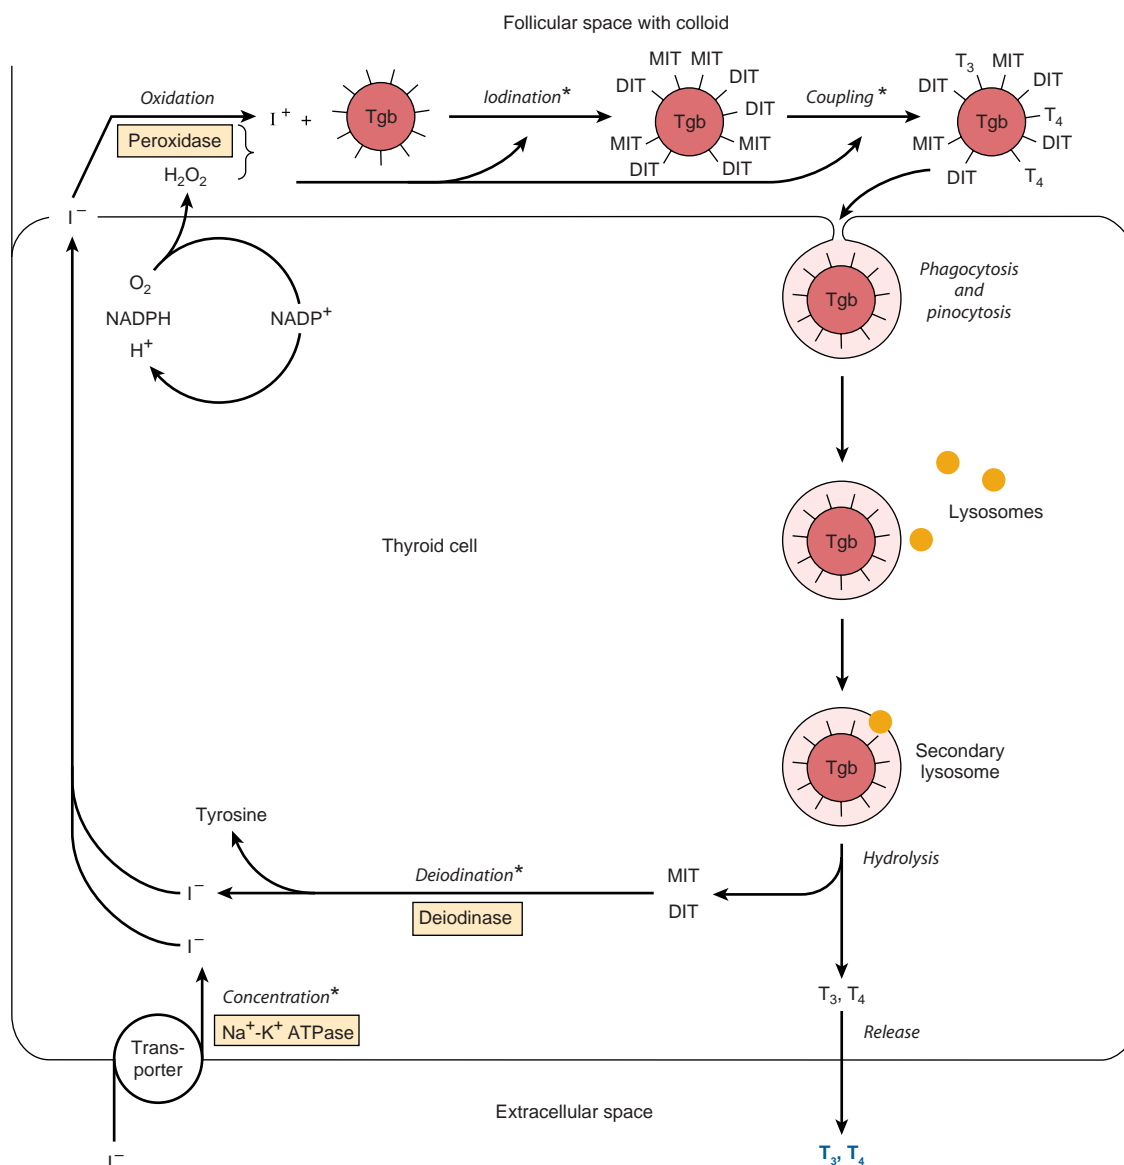 Follicular space with colloid
Oxidation
Peroxidase
H₂O₂
I⁺ +
Tgb
Iodination*
MIT MIT
DIT DIT
DIT
Tgb
MIT MIT
DIT DIT
Coupling*
T₃ MIT
DIT DIT
T₄
Tgb
MIT DIT
DIT T₄
I⁻
O₂
NADPH
H⁺
NADP⁺
Tgb
Phagocytosis
and
pinocytosis
Thyroid cell
Tgb
Lysosomes
Tgb
Secondary
lysosome
Hydrolysis
Tyrosine
Deiodination*
Deiodinase
MIT
DIT
I⁻
I⁻
Concentration*
Na⁺-K⁺ ATPase
Trans-
porter
T₃, T₄
Release
Extracellular space
I⁻
T₃, T₄